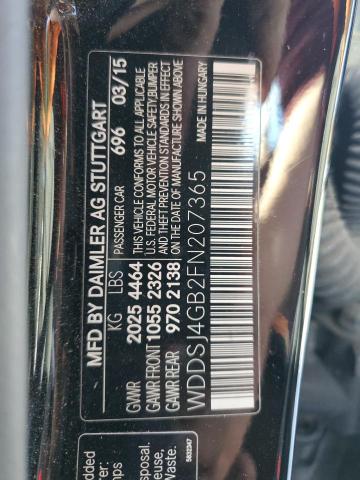 MFD BY DAIMLER AG STUTTGART
PASSENGER CAR 696 03/15
KG LBS
GVWR 2025 4464
GAWR FRONT 1055 2326
GAWR REAR 970 2138
THIS VEHICLE CONFORMS TO ALL APPLICABLE
U.S. FEDERAL MOTOR VEHICLE SAFETY, BUMPER
AND THEFT PREVENTION STANDARDS IN EFFECT
ON THE DATE OF MANUFACTURE SHOWN ABOVE
MADE IN HUNGARY
WDDSJ4GB2FN207365
5832347